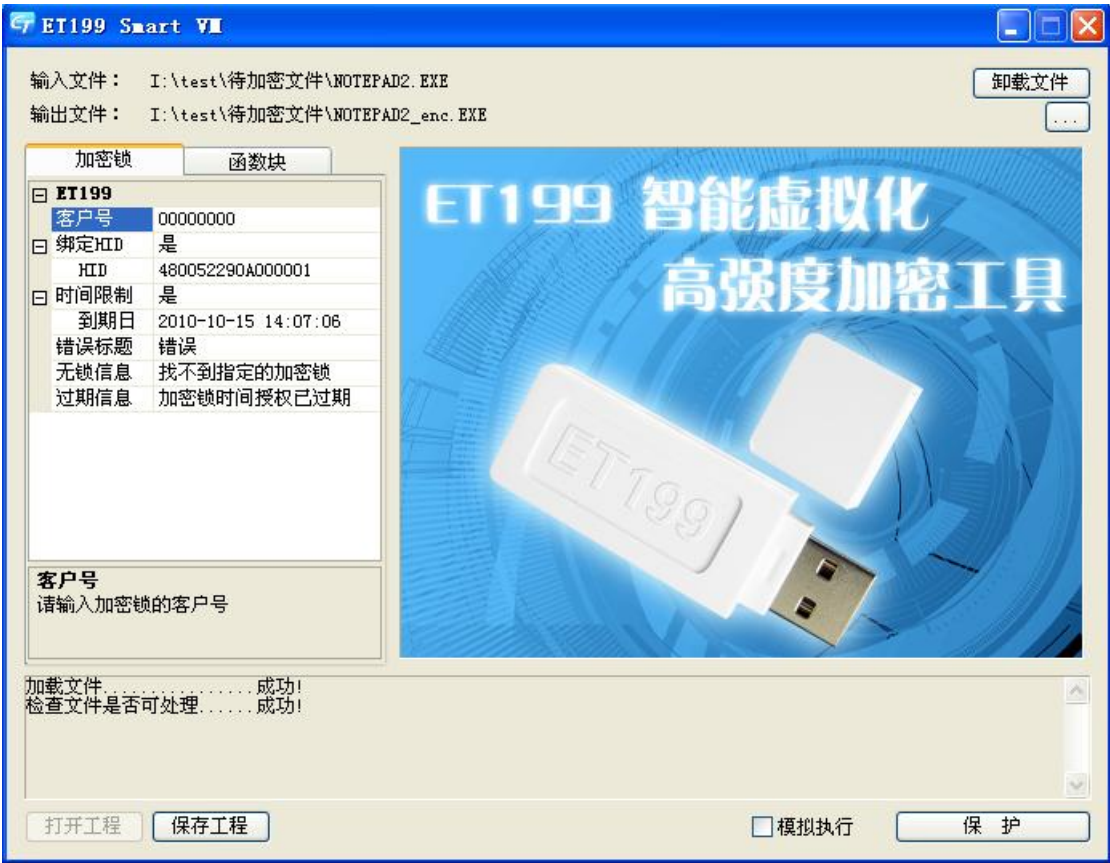 ET199 Smart VM
输入文件： I:\test\待加密文件\NOTEPAD2.EXE
卸载文件
输出文件： I:\test\待加密文件\NOTEPAD2_enc.EXE
...
加密锁 函数块
ET199
客户号 00000000
绑定HID 是
HID 480052290A000001
时间限制 是
到期日 2010-10-15 14:07:06
错误标题 错误
无锁信息 找不到指定的加密锁
过期信息 加密锁时间授权已过期
客户号
请输入加密锁的客户号
ET199 智能虚拟化
高强度加密工具
ET199
加载文件................成功!
检查文件是否可处理......成功!
打开工程 保存工程 模拟执行 保 护